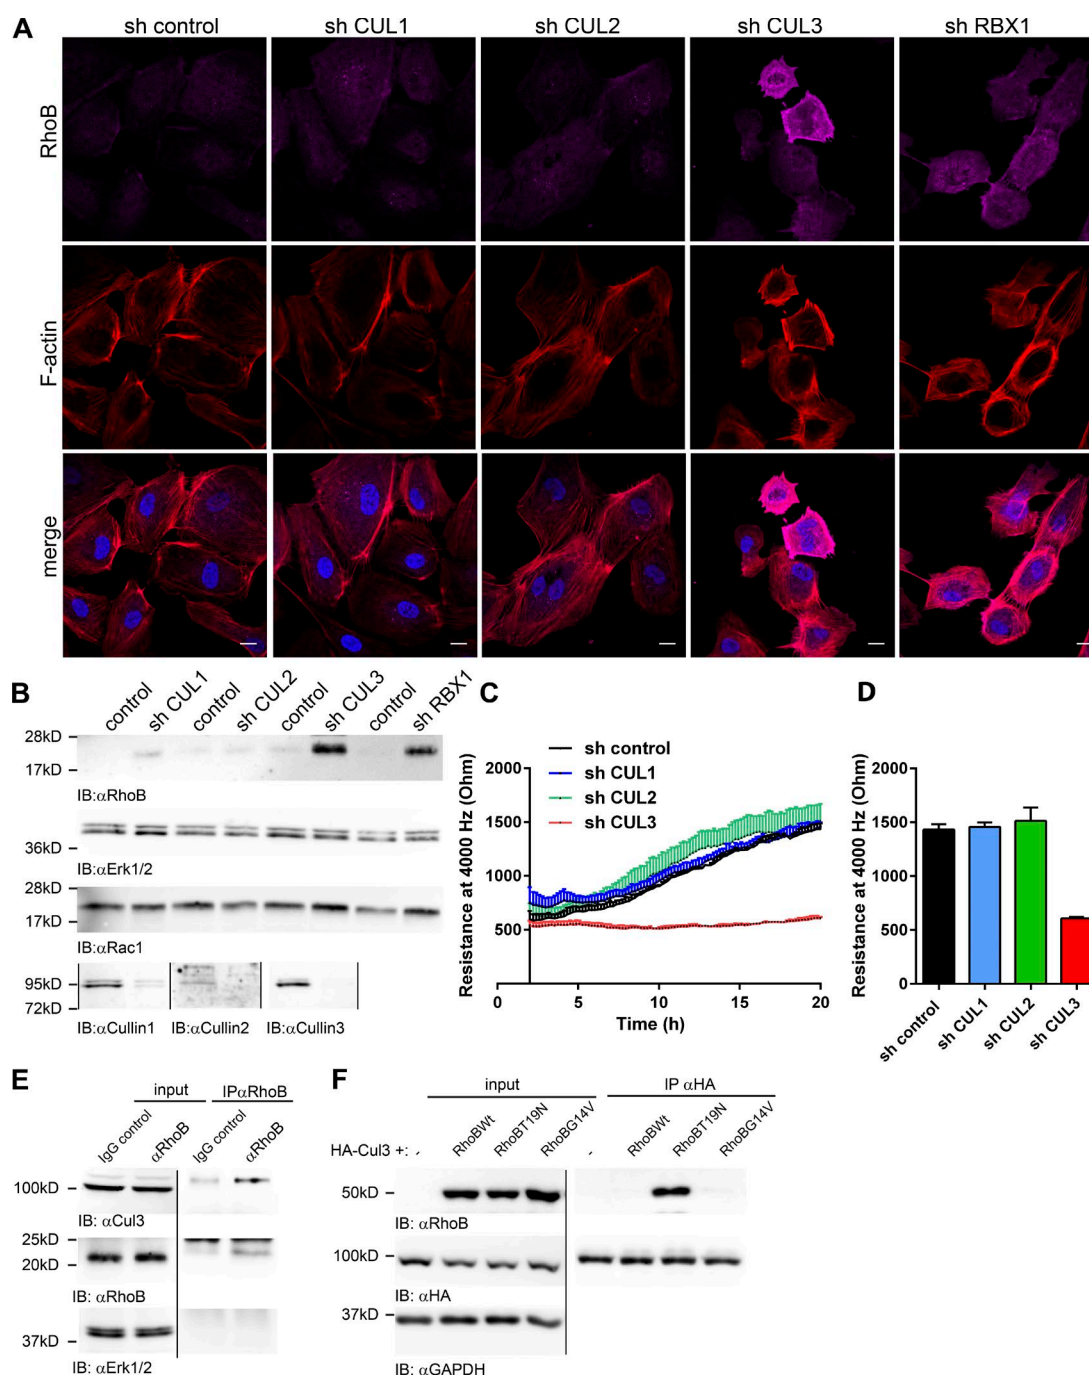 A
sh control
sh CUL1
sh CUL2
sh CUL3
sh RBX1
RhoB
F-actin
merge
B
control
sh CUL1
control
sh CUL2
control
sh CUL3
control
sh RBX1
28kD
17kD
IB:αRhoB
36kD
IB:αErk1/2
28kD
17kD
IB:αRac1
95kD
72kD
IB:αCullin1
IB:αCullin2
IB:αCullin3
C
sh control
sh CUL1
sh CUL2
sh CUL3
Resistance at 4000 Hz (Ohm)
2000
1500
1000
500
0
0
5
10
15
20
Time (h)
D
Resistance at 4000 Hz (Ohm)
2000
1500
1000
500
0
sh control
sh CUL1
sh CUL2
sh CUL3
E
input
IPαRhoB
IgG control
αRhoB
IgG control
αRhoB
100kD
IB: αCul3
25kD
20kD
IB: αRhoB
37kD
IB: αErk1/2
F
input
IP αHA
HA-Cul3 +:
-
RhoBWt
RhoBT19N
RhoBG14V
-
RhoBWt
RhoBT19N
RhoBG14V
50kD
IB: αRhoB
100kD
IB: αHA
37kD
IB: αGAPDH